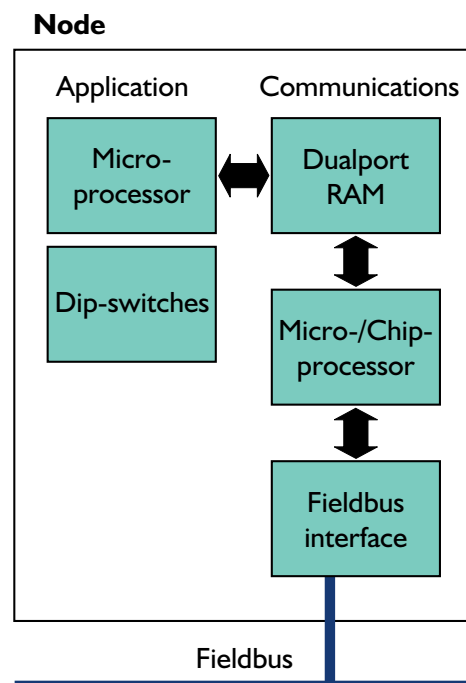 Node
Application
Communications
Micro-
processor
Dualport
RAM
Dip-switches
Micro-/Chip-
processor
Fieldbus
interface
Fieldbus